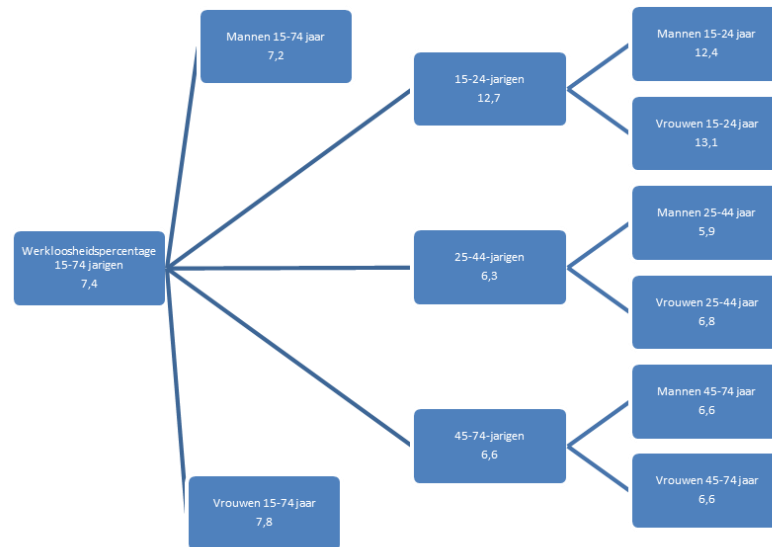 Mannen 15-74 jaar
7,2
Werkloosheidspercentage
15-74 jarigen
7,4
Vrouwen 15-74 jaar
7,8
15-24-jarigen
12,7
Mannen 15-24 jaar
12,4
Vrouwen 15-24 jaar
13,1
25-44-jarigen
6,3
Mannen 25-44 jaar
5,9
Vrouwen 25-44 jaar
6,8
45-74-jarigen
6,6
Mannen 45-74 jaar
6,6
Vrouwen 45-74 jaar
6,6